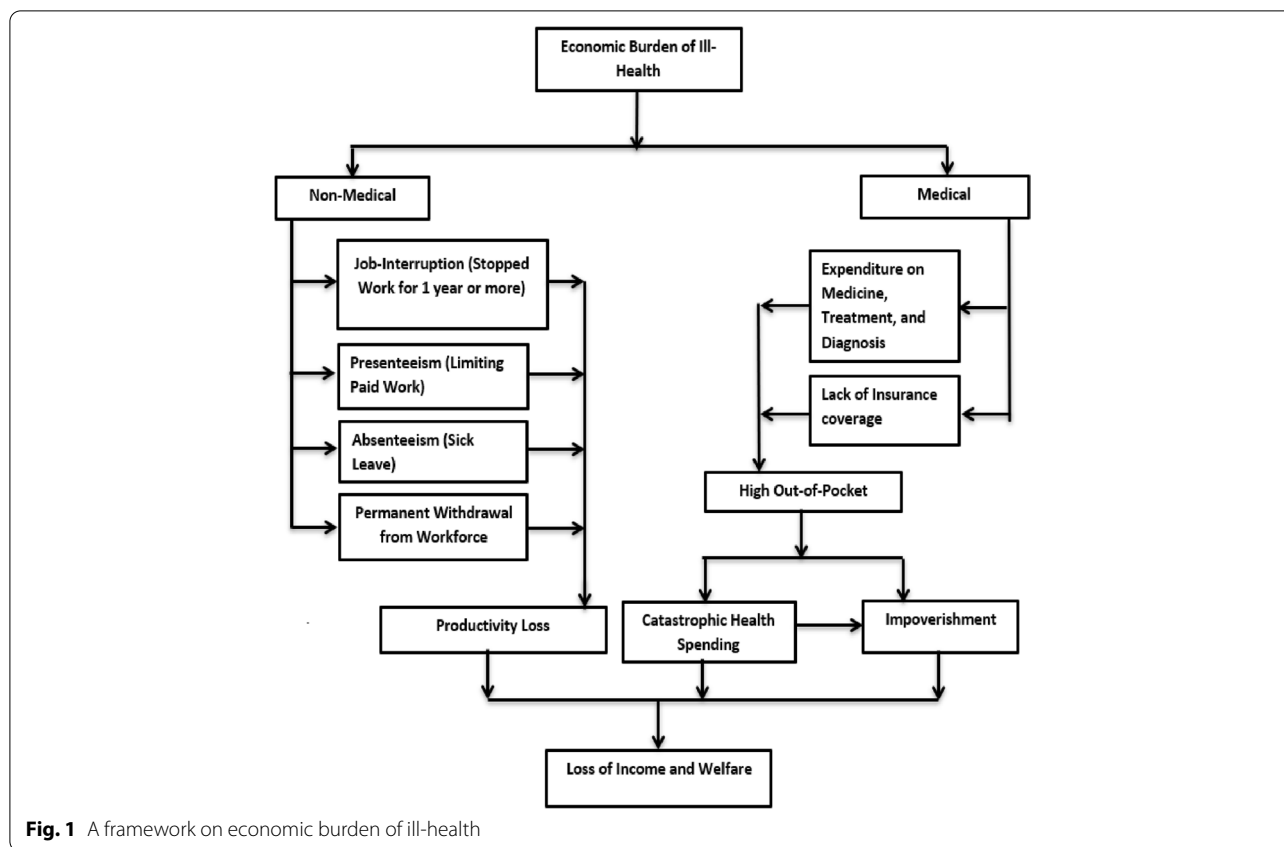 Economic Burden of Ill-
Health
Non-Medical
Medical
Job-Interruption (Stopped
Work for 1 year or more)
Presenteeism (Limiting
Paid Work)
Absenteeism (Sick
Leave)
Permanent Withdrawal
from Workforce
Expenditure on
Medicine,
Treatment, and
Diagnosis
Lack of Insurance
coverage
High Out-of-Pocket
Productivity Loss
Catastrophic Health
Spending
Impoverishment
Loss of Income and Welfare
Fig. 1 A framework on economic burden of ill-health